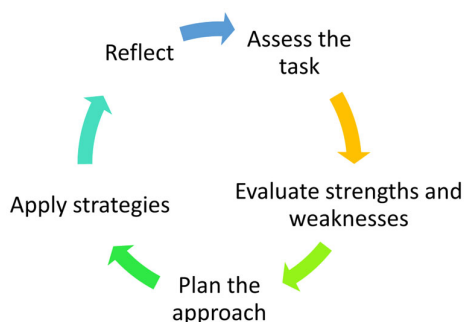 Reflect
Assess the
task
Evaluate strengths and
weaknesses
Plan the
approach
Apply strategies